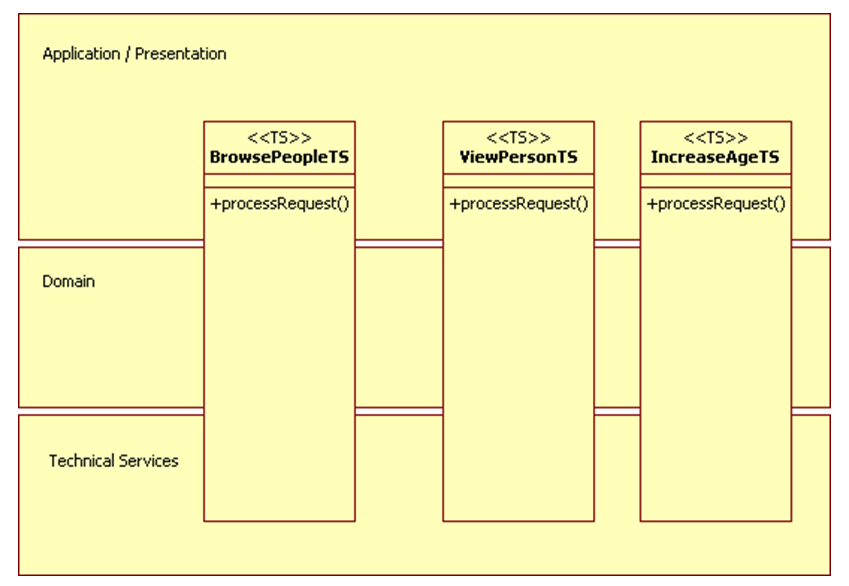 Application / Presentation
<<TS>>
BrowsePeopleTS
+processRequest()
<<TS>>
ViewPersonTS
+processRequest()
<<TS>>
IncreaseAgeTS
+processRequest()
Domain
Technical Services